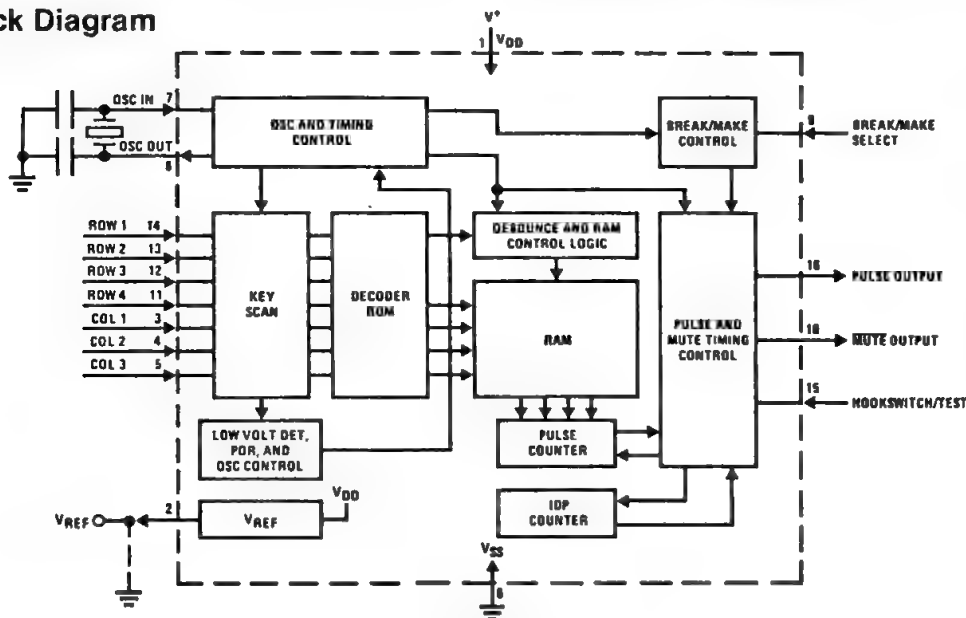 ck Diagram
V+
1 VDD
OSC IN 7
OSC OUT
OSC AND TIMING
CONTROL
BREAK/MAKE
CONTROL
9 BREAK/MAKE
SELECT
ROW 1 14
ROW 2 13
ROW 3 12
ROW 4 11
COL 1 3
COL 2 4
COL 3 5
KEY
SCAN
DECODER
ROM
DEBOUNCE AND RAM
CONTROL LOGIC
RAM
PULSE AND
MUTE TIMING
CONTROL
16 PULSE OUTPUT
MUTE OUTPUT
15 HOOKSWITCH/TEST
LOW VOLT DET,
POR, AND
OSC CONTROL
PULSE
COUNTER
IDP
COUNTER
VREF 2
VREF
VDD
VSS
6